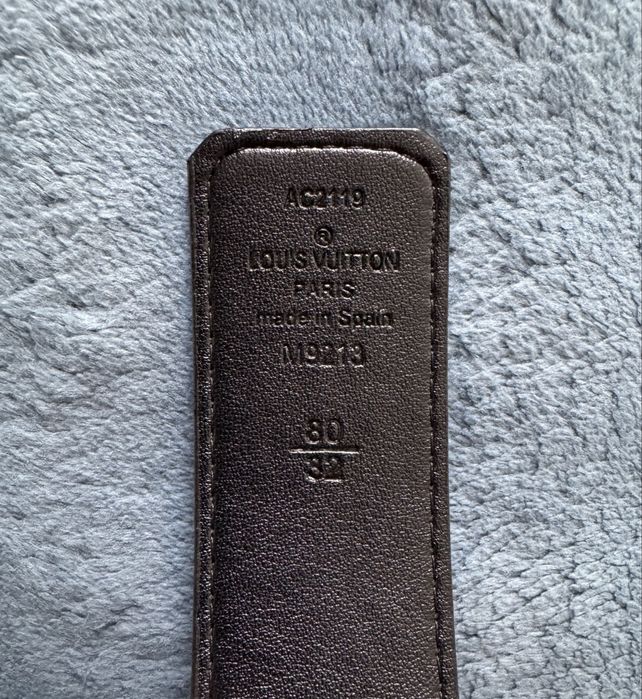 AC2119
®
LOUIS VUITTON
PARIS
made in Spain
M9213
80
32